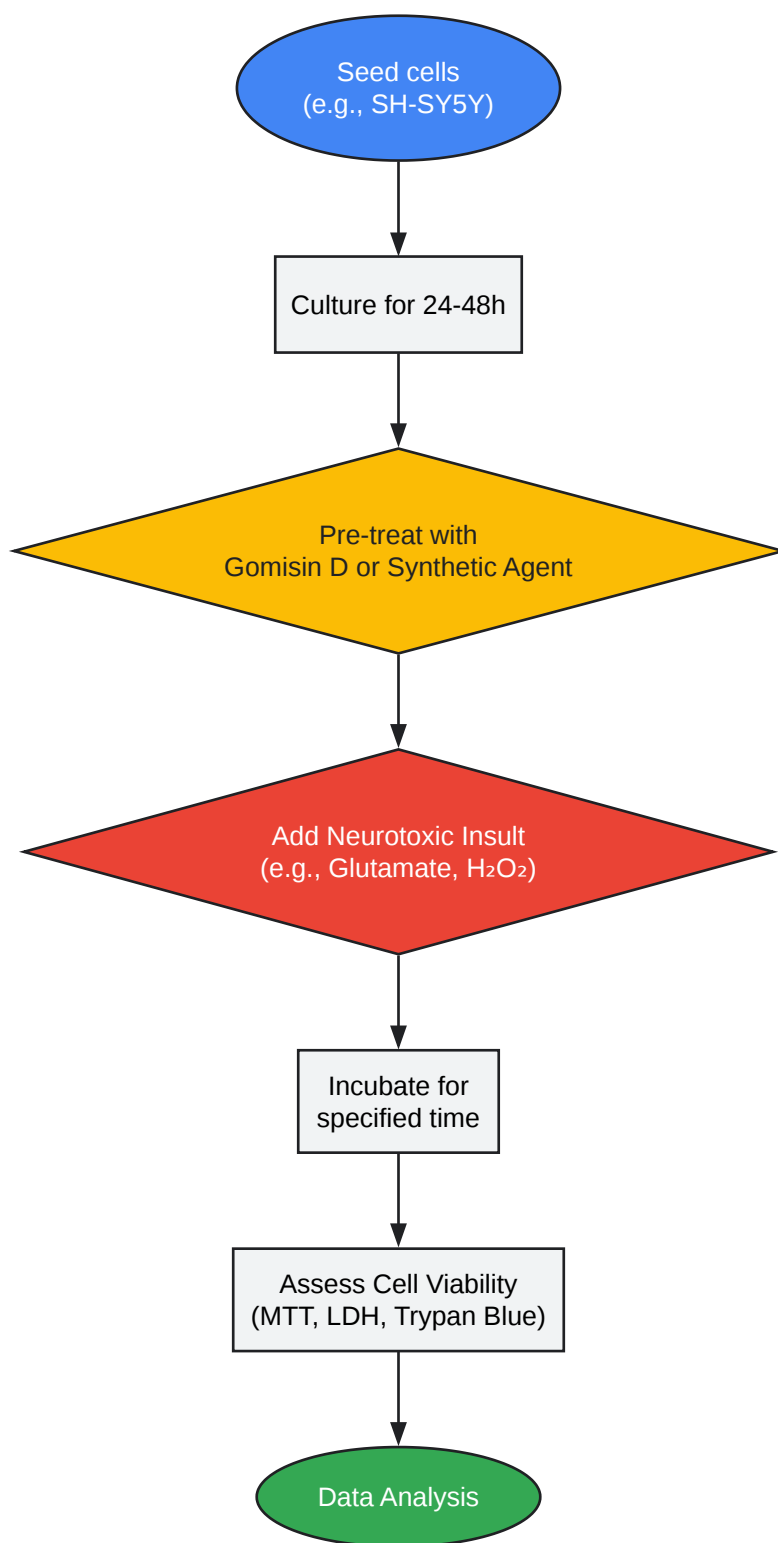 Seed cells
(e.g., SH-SY5Y)
Culture for 24-48h
Pre-treat with
Gomisin D or Synthetic Agent
Add Neurotoxic Insult
(e.g., Glutamate, H₂O₂)
Incubate for
specified time
Assess Cell Viability
(MTT, LDH, Trypan Blue)
Data Analysis